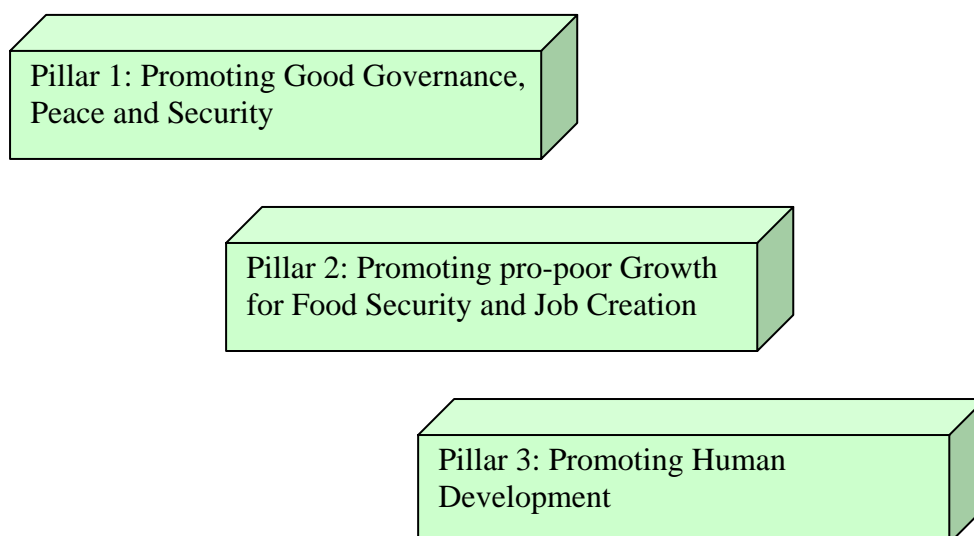 Pillar 1: Promoting Good Governance,
Peace and Security
Pillar 2: Promoting pro-poor Growth
for Food Security and Job Creation
Pillar 3: Promoting Human
Development